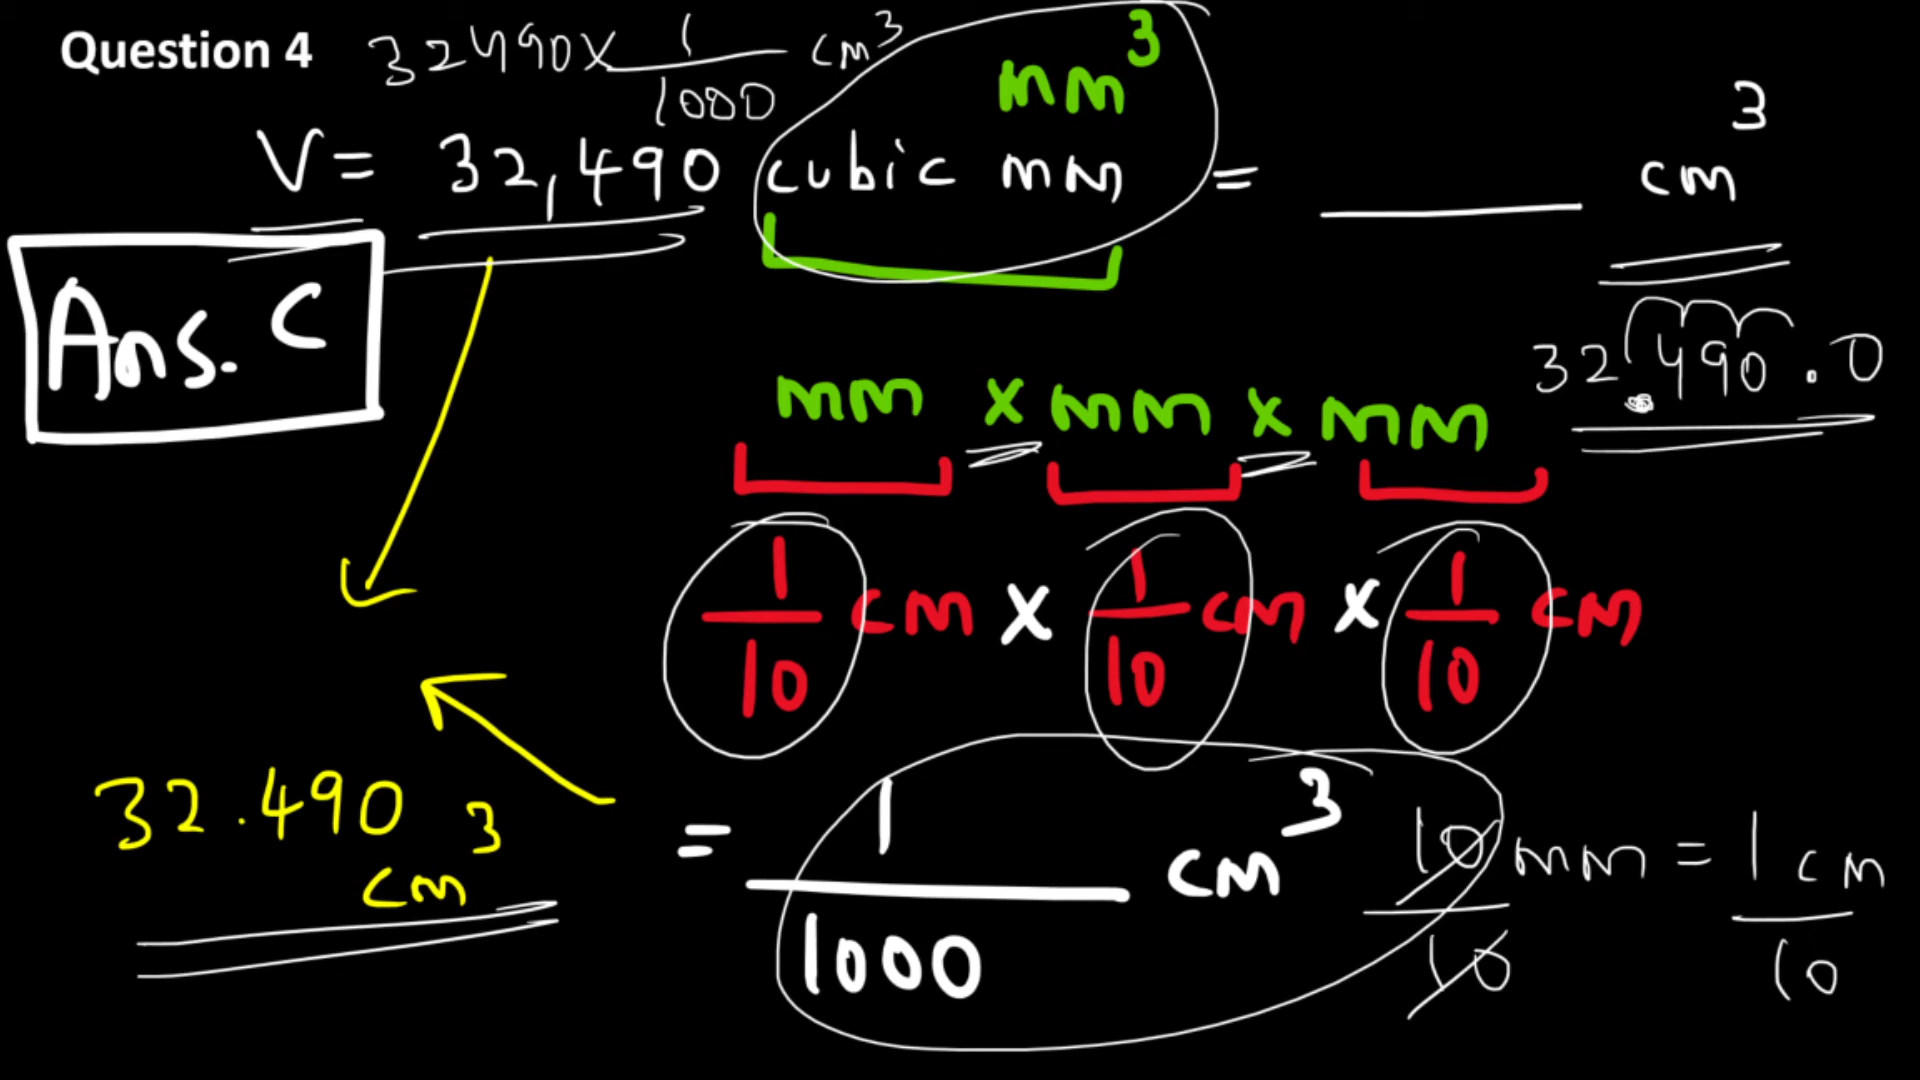 Question 4 32490 x 1/1000 cm³
mm³
V = 32,490 cubic mm = ______ cm³
Ans. C
32.490.0
mm x mm x mm
1/10 cm x 1/10 cm x 1/10 cm
32.490 cm³
= 1/1000 cm³
10 mm/10 = 1 cm/10